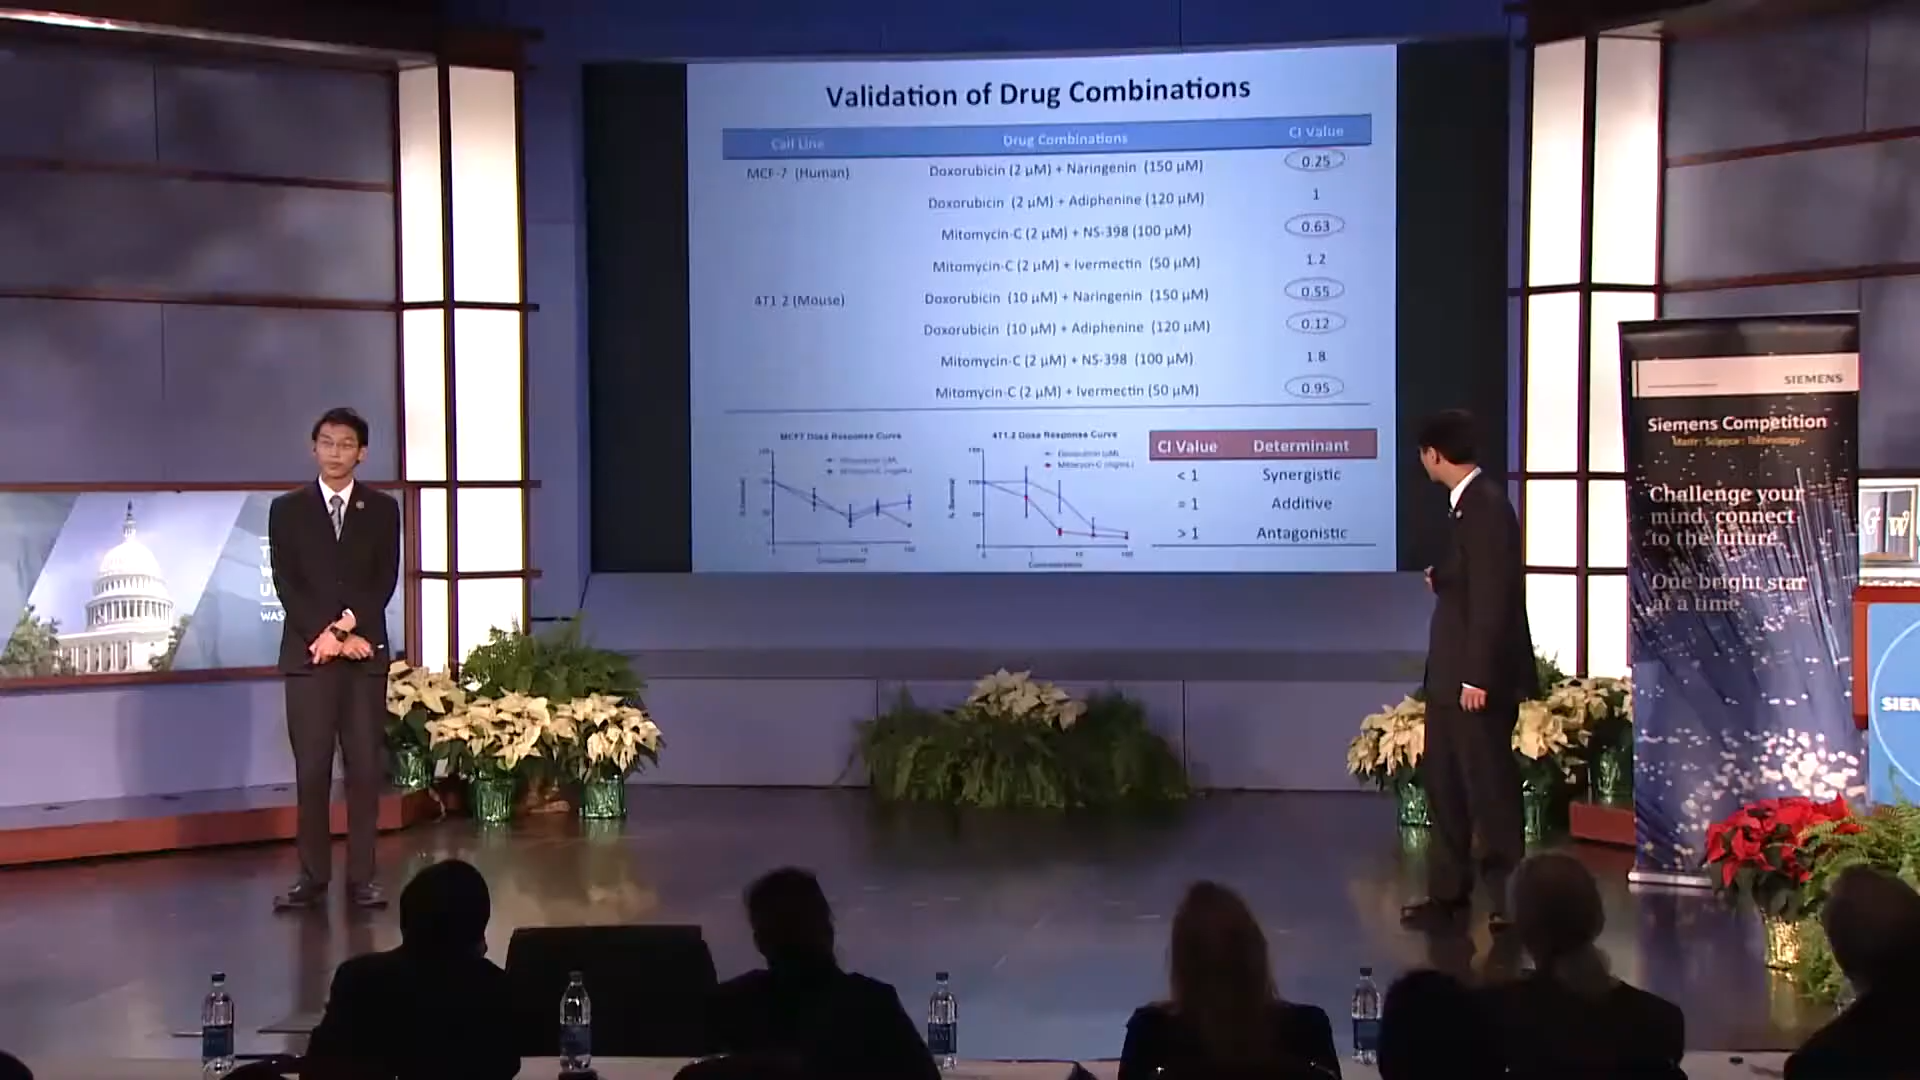 Validation of Drug Combinations
Cell Line Drug Combinations CI Value
MCF-7 (Human) Doxorubicin (2 µM) + Naringenin (150 µM) 0.25
Doxorubicin (2 µM) + Adiphenine (120 µM) 1
Mitomycin-C (2 µM) + NS-398 (100 µM) 0.63
Mitomycin-C (2 µM) + Ivermectin (50 µM) 1.2
4T1.2 (Mouse) Doxorubicin (10 µM) + Naringenin (150 µM) 0.55
Doxorubicin (10 µM) + Adiphenine (120 µM) 0.12
Mitomycin-C (2 µM) + NS-398 (100 µM) 1.8
Mitomycin-C (2 µM) + Ivermectin (50 µM) 0.95
MCF7 Dose Response Curve
4T1.2 Dose Response Curve
CI Value Determinant
< 1 Synergistic
= 1 Additive
> 1 Antagonistic
SIEMENS
Siemens Competition
Math : Science : Technology
Challenge your
mind, connect
to the future.
One bright star
at a time.
GW